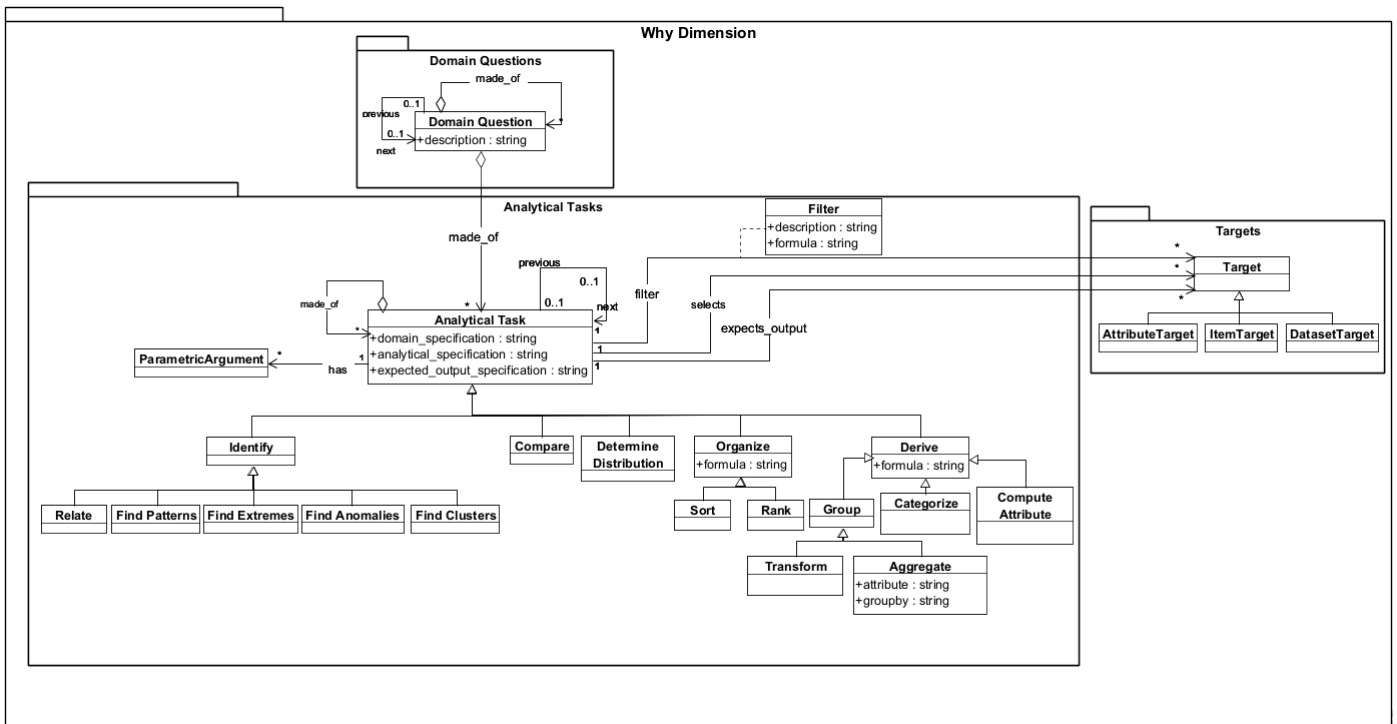 Why Dimension
Domain Questions
made_of
0..1
previous
Domain Question
*
0..1
+description : string
next
Analytical Tasks
Filter
+description : string
+formula : string
Targets
made_of
*
Target
*
*
previous
0..1
filter
selects
expects_output
made_of
*
0..1
next
Analytical Task
*
+domain_specification : string
1
+analytical_specification : string
1
+expected_output_specification : string
1
AttributeTarget
ItemTarget
DatasetTarget
ParametricArgument
*
1
has
Identify
Compare
Determine
Distribution
Organize
+formula : string
Derive
+formula : string
Relate
Find Patterns
Find Extremes
Find Anomalies
Find Clusters
Sort
Rank
Group
Categorize
Compute
Attribute
Transform
Aggregate
+attribute : string
+groupby : string